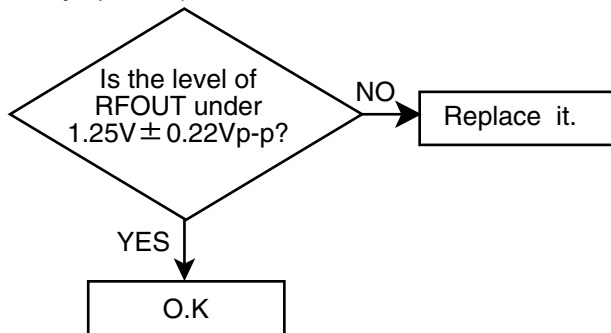 Is the level of
RFOUT under
1.25V ± 0.22Vp-p?
NO
Replace it.
YES
O.K